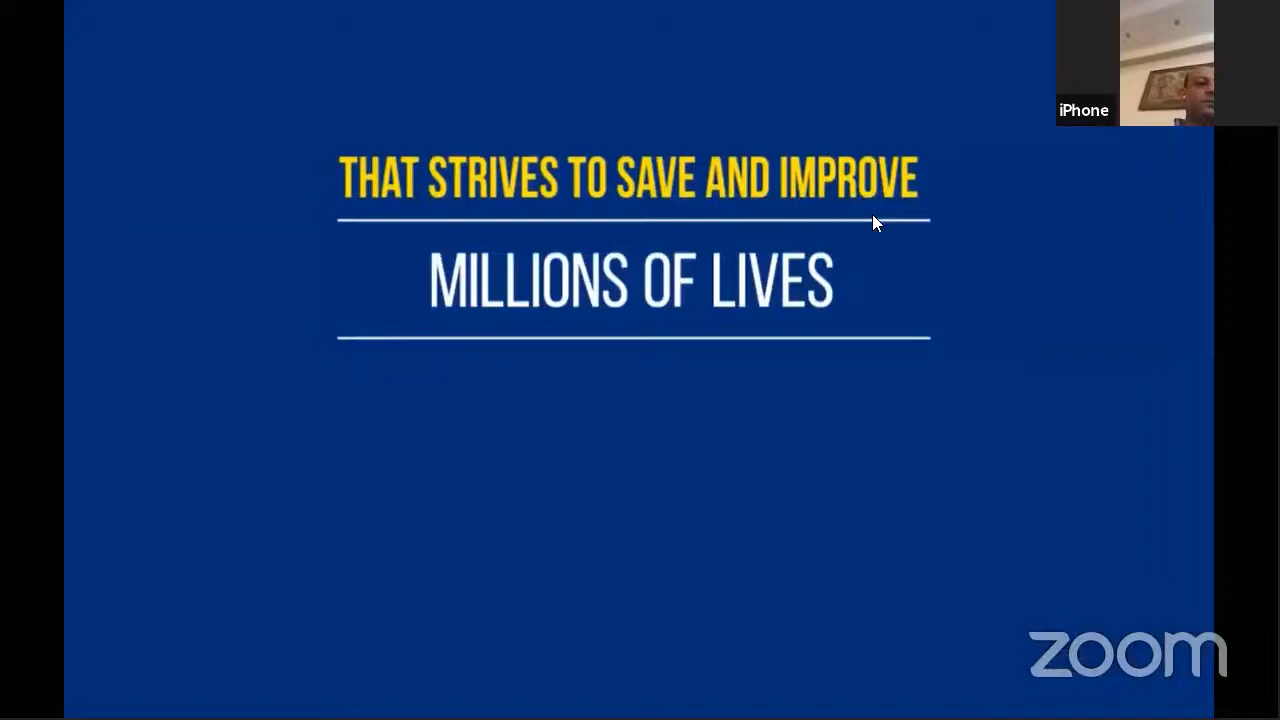 iPhone
THAT STRIVES TO SAVE AND IMPROVE
MILLIONS OF LIVES
zoom